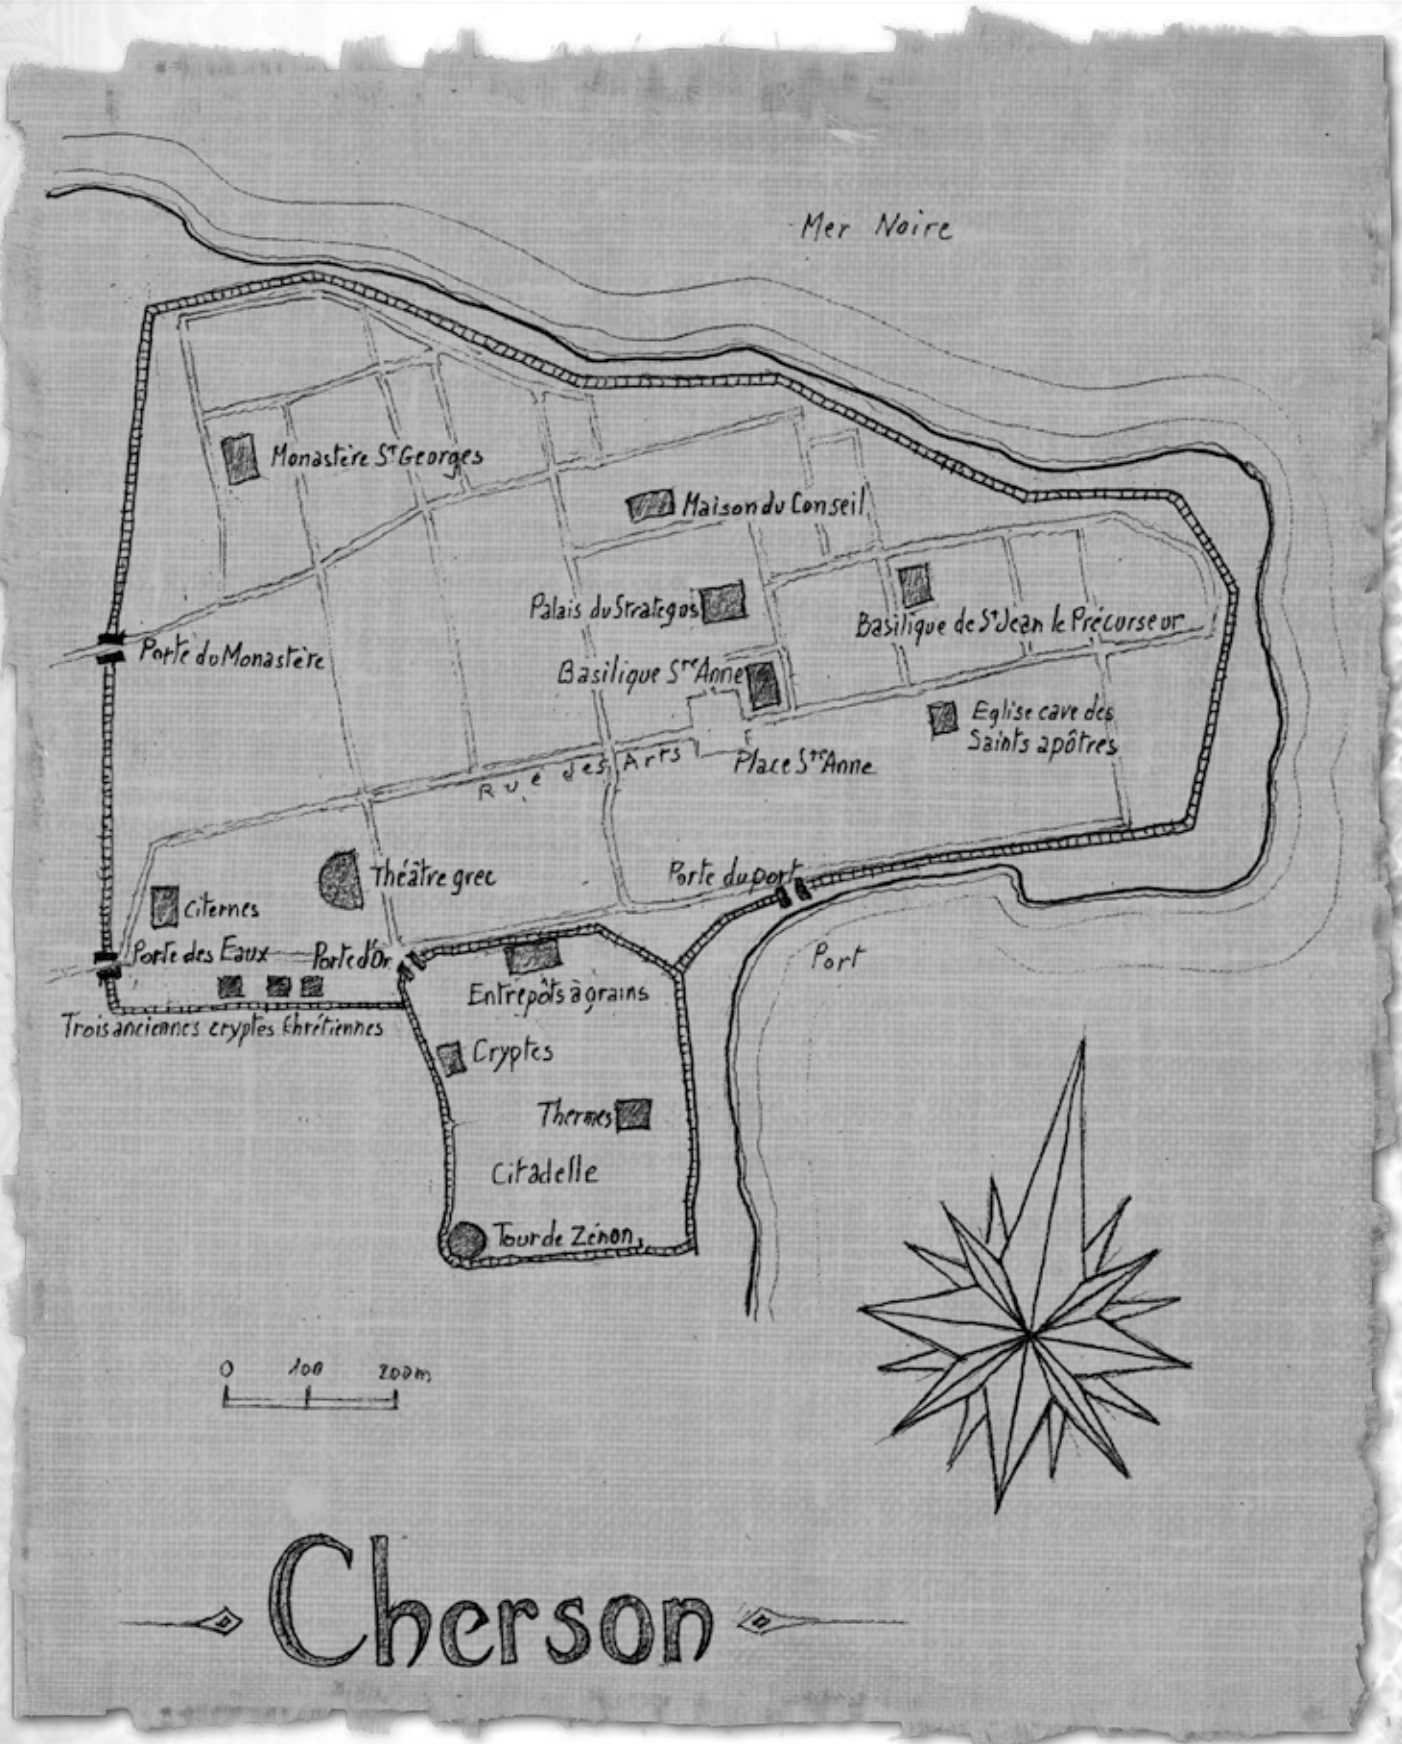 Mer Noire
Monastère St Georges
Maison du Conseil
Palais du Strategos
Basilique de St Jean le Précurseur
Porte du Monastère
Basilique Ste Anne
Eglise cave des
Saints apôtres
Rue des Arts
Place Ste Anne
Théâtre grec
Porte du port
Citernes
Porte des Eaux
Porte d'Or
Port
Entrepôts à grains
Trois anciennes cryptes Chrétiennes
Cryptes
Thermes
Citadelle
Tour de Zénon
0 100 200m
Cherson